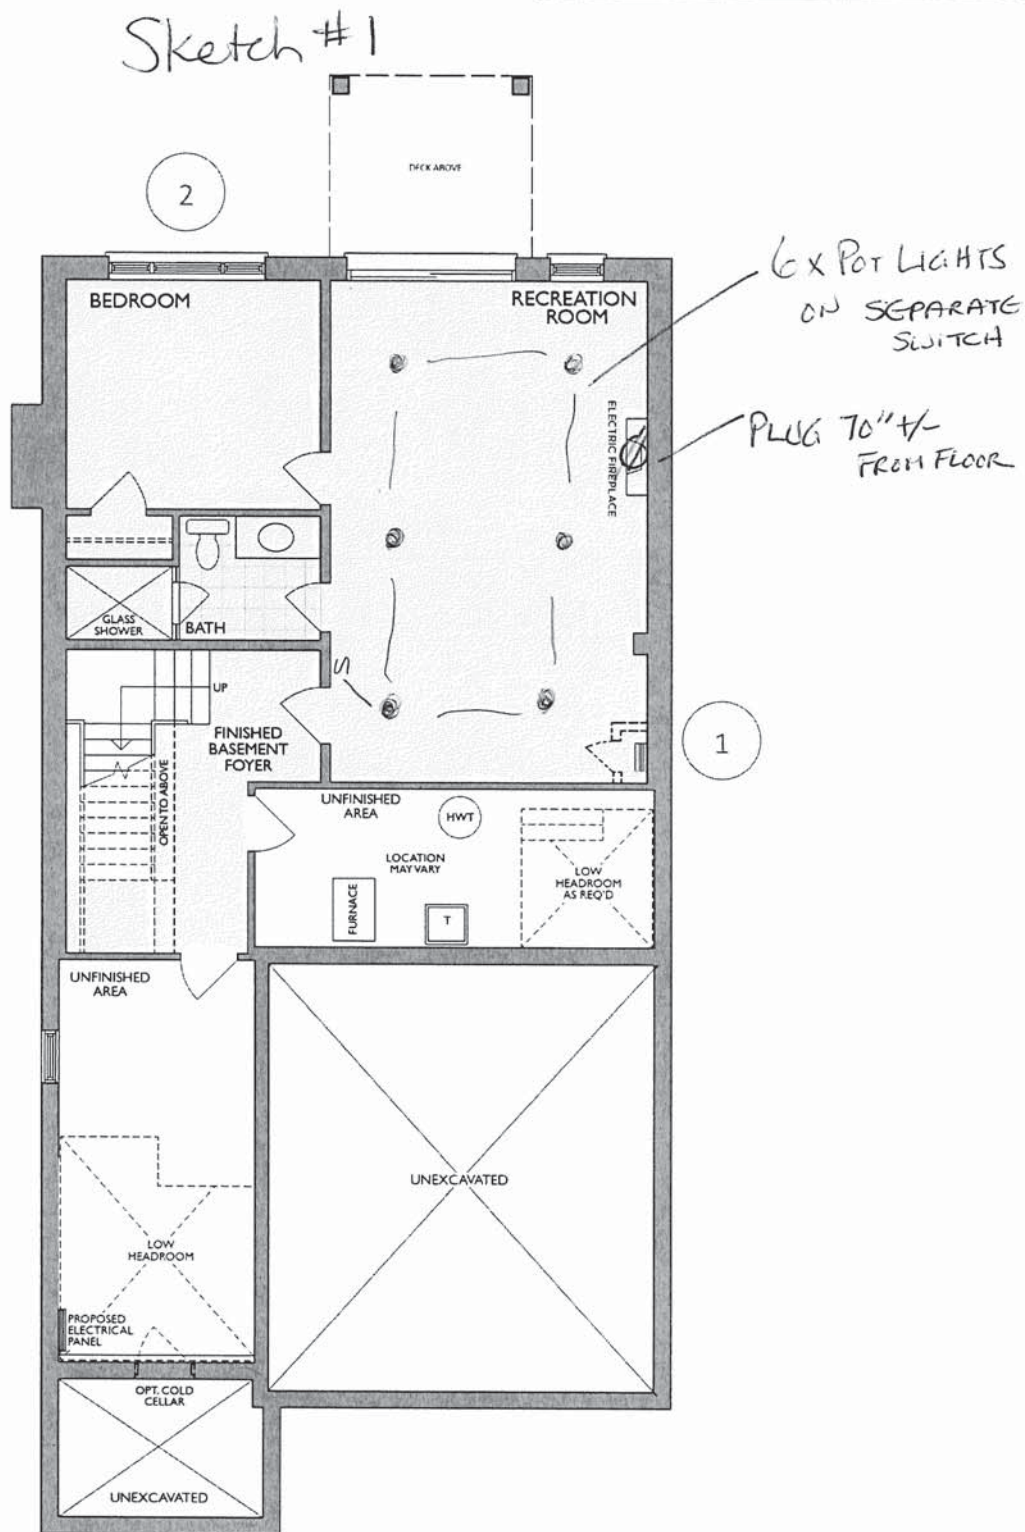 Sketch #1
DECK ABOVE
2
BEDROOM
RECREATION
ROOM
6 x POT LIGHTS
ON SEPARATE
SWITCH
ELECTRIC FIREPLACE
PLUG 70" +/-
FROM FLOOR
GLASS
SHOWER
BATH
S
UP
FINISHED
BASEMENT
FOYER
OPEN TO ABOVE
1
UNFINISHED
AREA
HWT
LOCATION
MAY VARY
FURNACE
T
LOW
HEADROOM
AS REQ'D
UNFINISHED
AREA
UNEXCAVATED
LOW
HEADROOM
PROPOSED
ELECTRICAL
PANEL
OPT. COLD
CELLAR
UNEXCAVATED